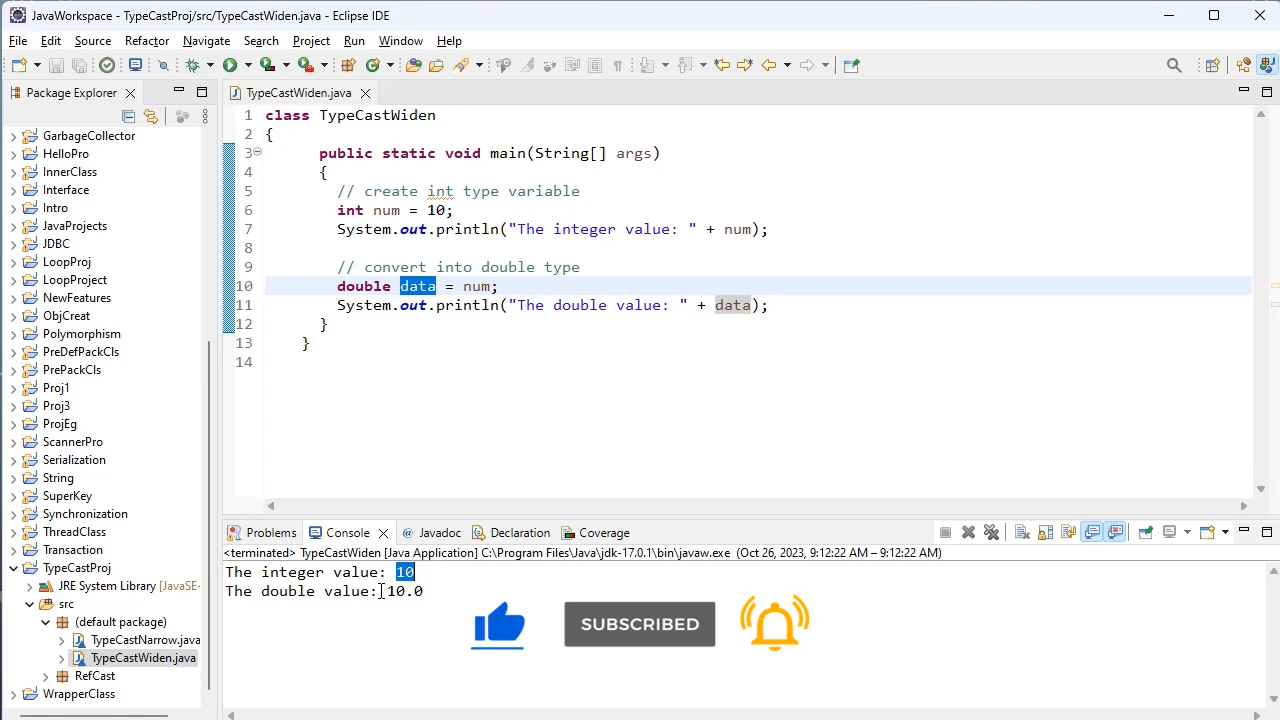 JavaWorkspace - TypeCastProj/src/TypeCastWiden.java - Eclipse IDE
File Edit Source Refactor Navigate Search Project Run Window Help
Package Explorer
GarbageCollector
HelloPro
InnerClass
Interface
Intro
JavaProjects
JDBC
LoopProj
LoopProject
NewFeatures
ObjCreat
Polymorphism
PreDefPackCls
PrePackCls
Proj1
Proj3
ProjEg
ScannerPro
Serialization
String
SuperKey
Synchronization
ThreadClass
Transaction
TypeCastProj
JRE System Library [JavaSE-
src
(default package)
TypeCastNarrow.java
TypeCastWiden.java
RefCast
WrapperClass
TypeCastWiden.java
1 class TypeCastWiden
2 {
3 public static void main(String[] args)
4 {
5 // create int type variable
6 int num = 10;
7 System.out.println("The integer value: " + num);
8
9 // convert into double type
10 double data = num;
11 System.out.println("The double value: " + data);
12 }
13 }
14
Problems Console Javadoc Declaration Coverage
<terminated> TypeCastWiden [Java Application] C:\Program Files\Java\jdk-17.0.1\bin\javaw.exe (Oct 26, 2023, 9:12:22 AM – 9:12:22 AM)
The integer value: 10
The double value: 10.0
SUBSCRIBED